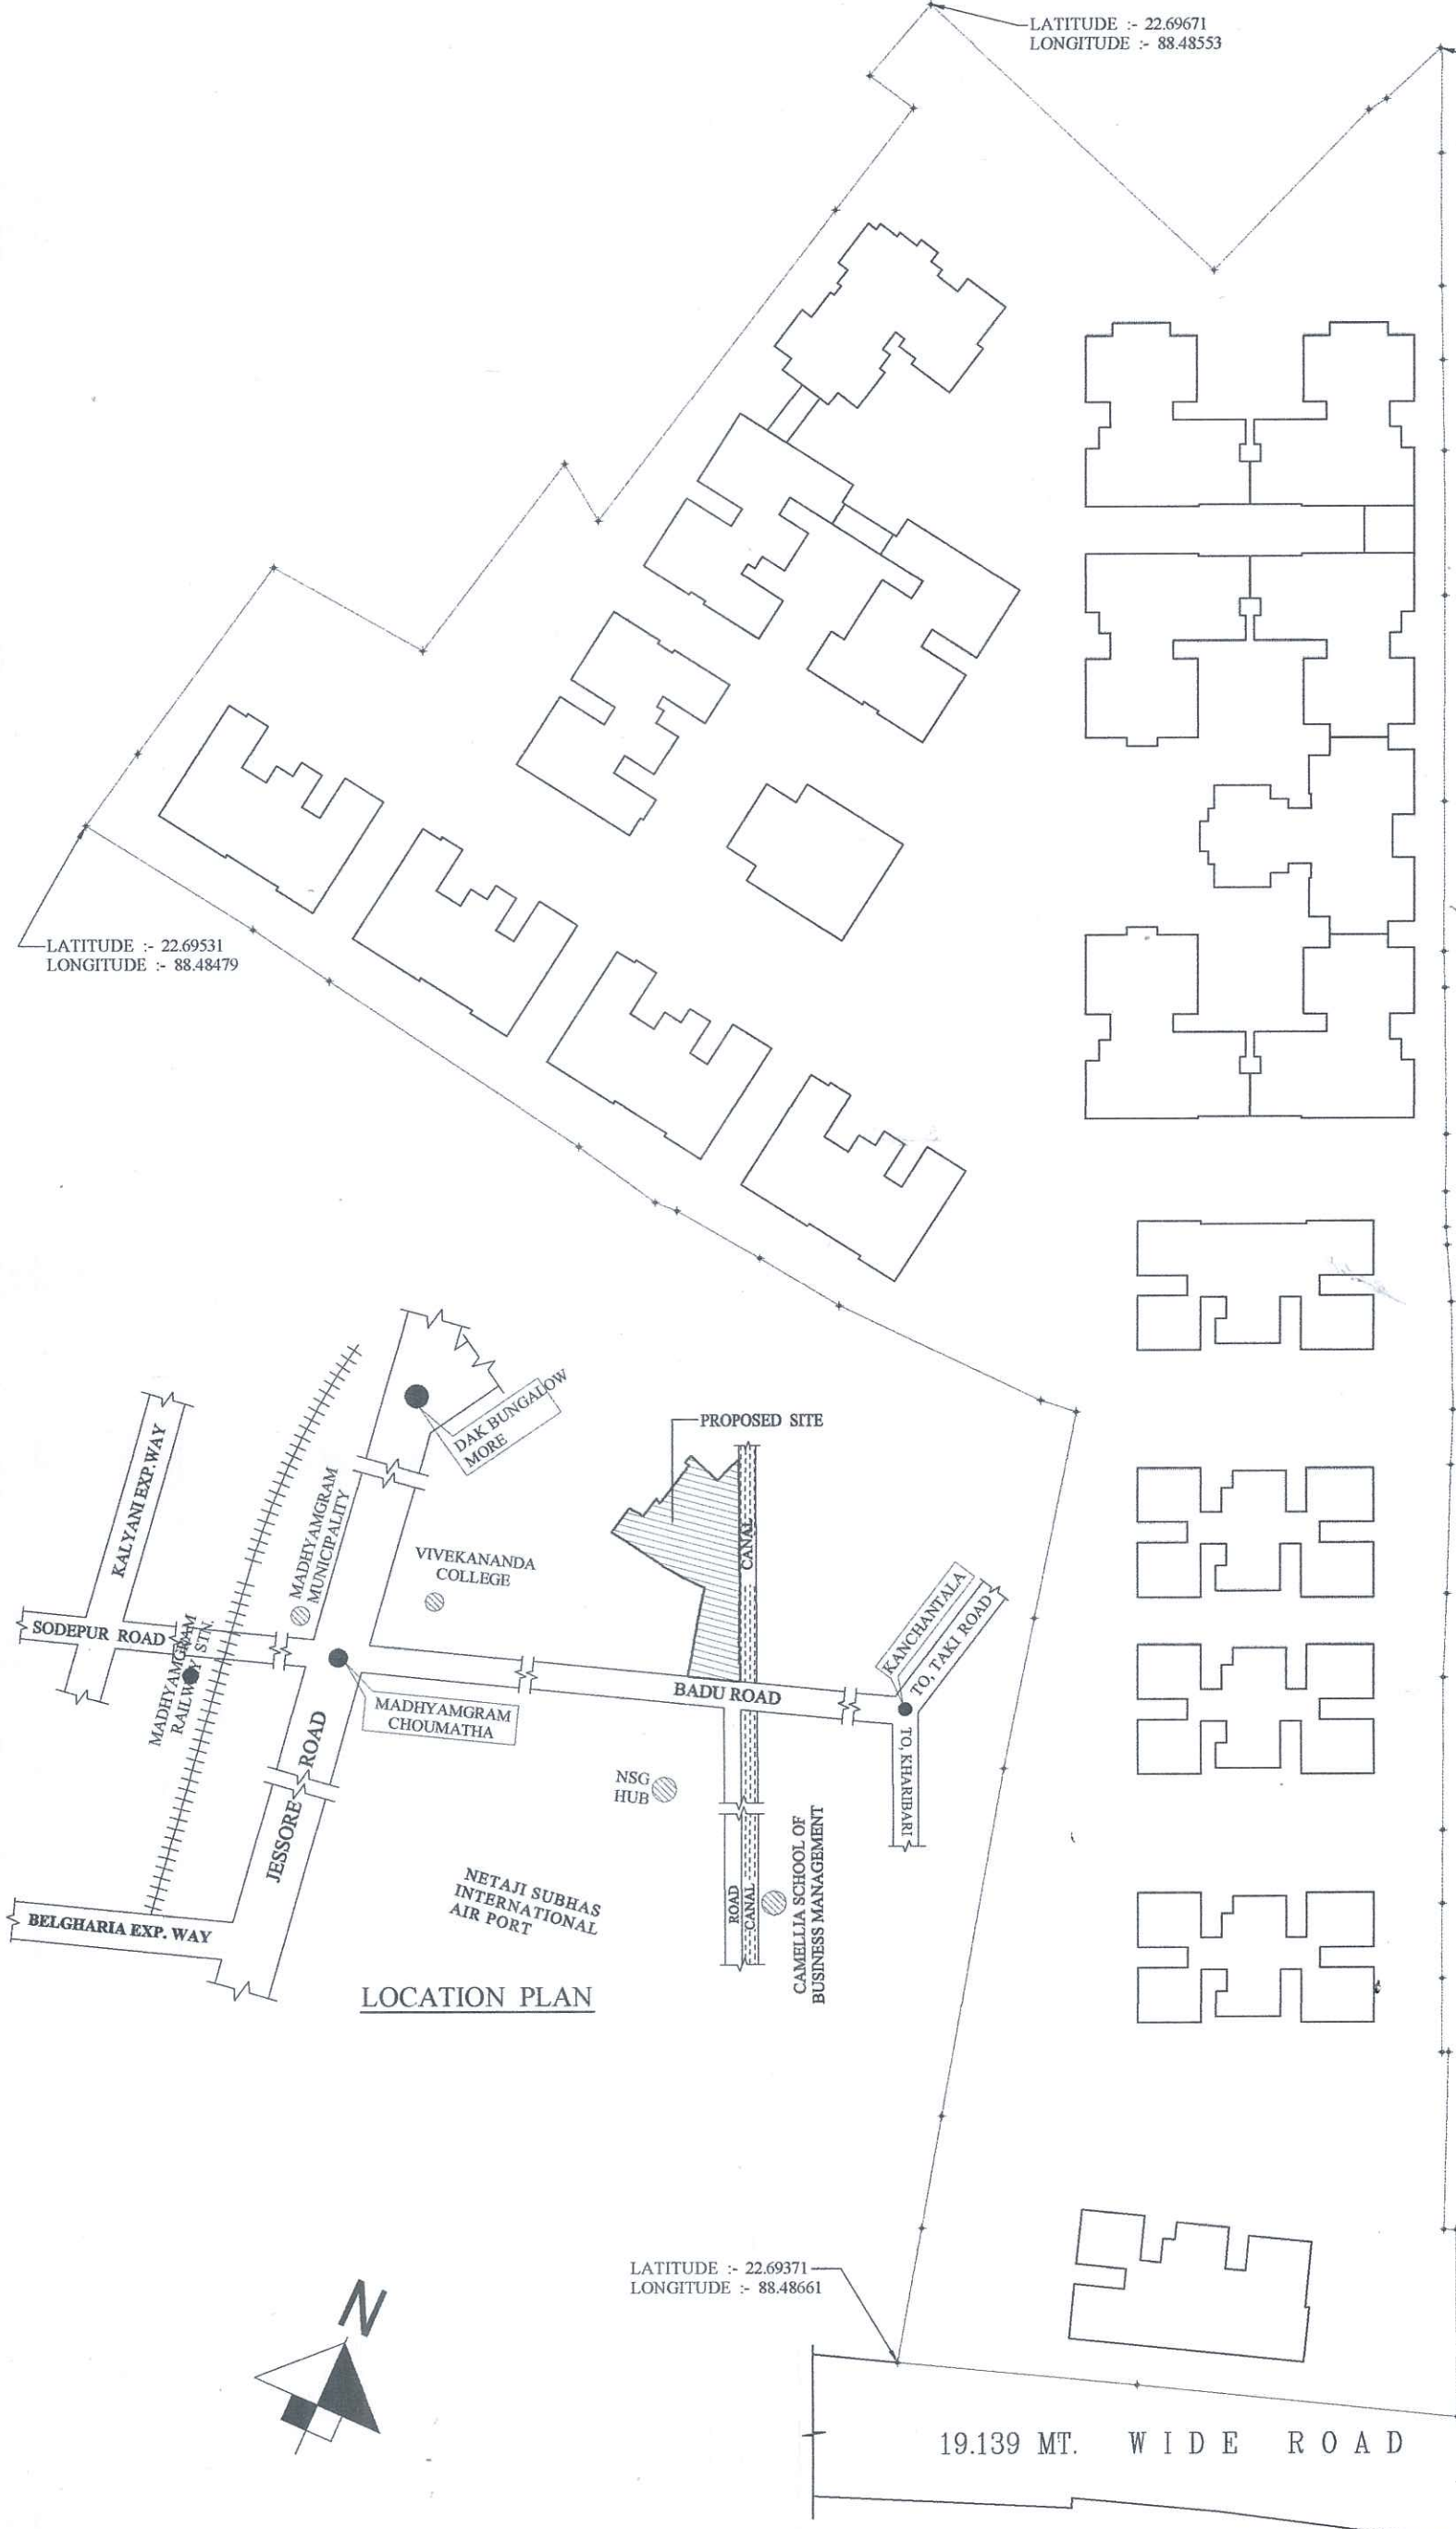 LATITUDE :- 22.69671
LONGITUDE :- 88.48553
LATITUDE :- 22.69531
LONGITUDE :- 88.48479
PROPOSED SITE
DAK BUNGALOW
MORE
KALYANI EXP.WAY
MADHYAMGRAM
MUNICIPALITY
VIVEKANANDA
COLLEGE
CANAL
KANCHANTALA
TO, TAKI ROAD
SODEPUR ROAD
MADHYAMGRAM
RAILWAY STN.
BADU ROAD
MADHYAMGRAM
CHOUMATHA
TO, KHARIBARI
JESSORE ROAD
NSG
HUB
NETAJI SUBHAS
INTERNATIONAL
AIR PORT
ROAD
CANAL
CAMELLIA SCHOOL OF
BUSINESS MANAGEMENT
BELGHARIA EXP. WAY
LOCATION PLAN
LATITUDE :- 22.69371
LONGITUDE :- 88.48661
N
19.139 MT. WIDE ROAD